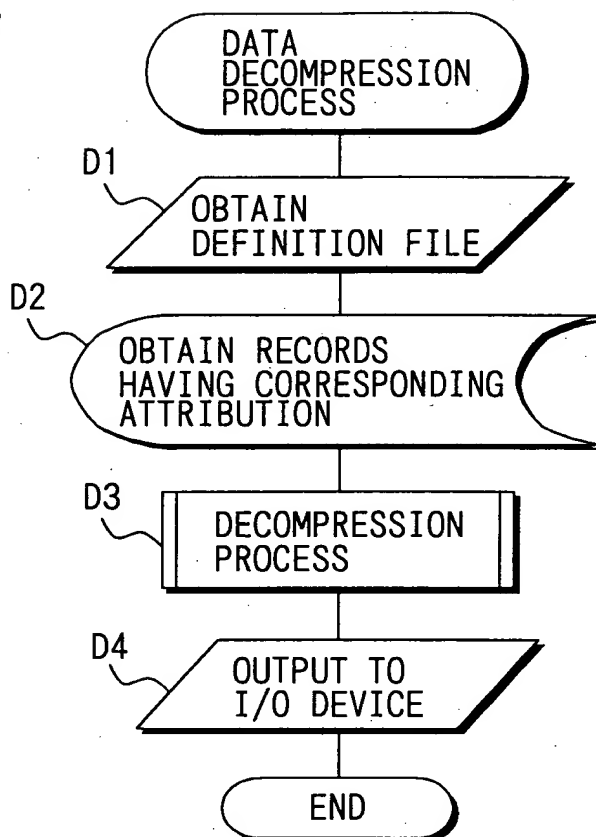 DATA
DECOMPRESSION
PROCESS
D1
OBTAIN
DEFINITION FILE
D2
OBTAIN RECORDS
HAVING CORRESPONDING
ATTRIBUTION
D3
DECOMPRESSION
PROCESS
D4
OUTPUT TO
I/O DEVICE
END